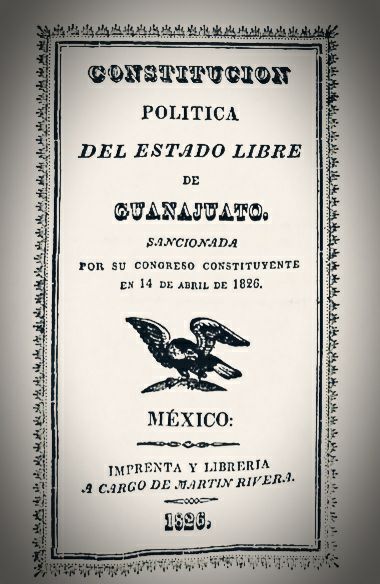 CONSTITUCION
POLITICA
DEL ESTADO LIBRE
DE
GUANAJUATO.
SANCIONADA
POR SU CONGRESO CONSTITUYENTE
EN 14 DE ABRIL DE 1826.
MÉXICO:
IMPRENTA Y LIBRERIA
A CARGO DE MARTIN RIVERA.
1826.